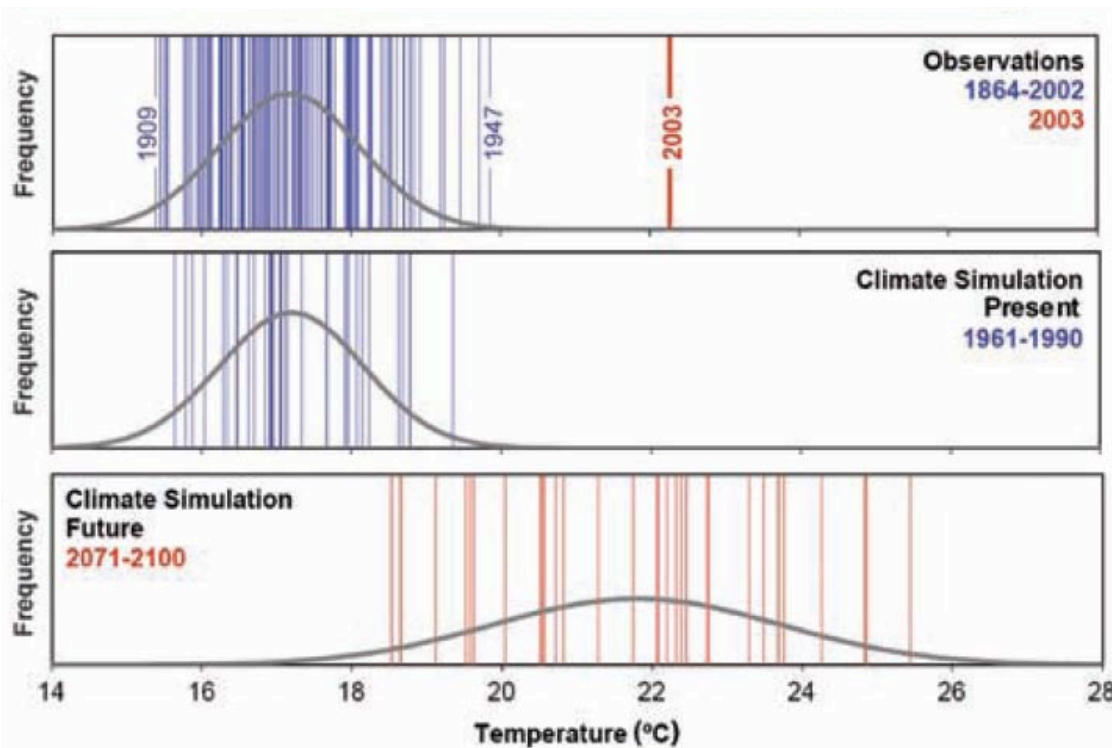 Frequency
1909
1947
2003
Observations
1864-2002
2003
Frequency
Climate Simulation
Present
1961-1990
Frequency
Climate Simulation
Future
2071-2100
14 16 18 20 22 24 26 28
Temperature (ºC)